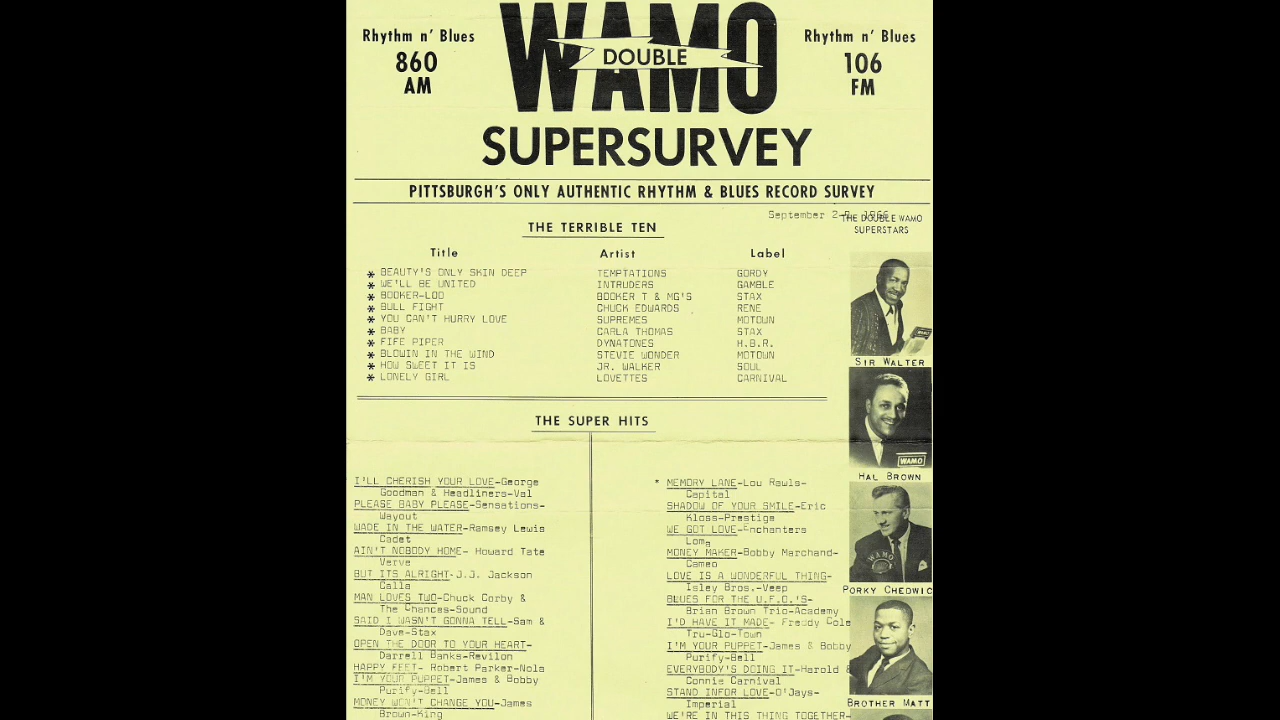 Rhythm n' Blues
860
AM
WAMO
DOUBLE
Rhythm n' Blues
106
FM
SUPERSURVEY
PITTSBURGH'S ONLY AUTHENTIC RHYTHM & BLUES RECORD SURVEY
September
THE DOUBLE WAMO
SUPERSTARS
THE TERRIBLE TEN
Title Artist Label
* BEAUTY'S ONLY SKIN DEEP TEMPTATIONS GORDY
* WE'LL BE UNITED INTRUDERS GAMBLE
* BOOKER-LOO BOOKER T & MG'S STAX
* BULL FIGHT CHUCK EDWARDS RENE
* YOU CAN'T HURRY LOVE SUPREMES MOTOWN
* BABY CARLA THOMAS STAX
* FIFE PIPER DYNATONES H.B.R.
* BLOWIN IN THE WIND STEVIE WONDER MOTOWN
* HOW SWEET IT IS JR. WALKER SOUL
* LONELY GIRL LOVETTES CARNIVAL
THE SUPER HITS
I'LL CHERISH YOUR LOVE-George
Goodman & Headliners-Val
PLEASE BABY PLEASE-Sensations-
Wayout
WADE IN THE WATER-Ramsey Lewis
Cadet
AIN'T NOBODY HOME- Howard Tate
Verve
BUT ITS ALRIGHT-J.J. Jackson
Calla
MAN LOVES TWO-Chuck Corby &
The Chances-Sound
SAID I WASN'T GONNA TELL-Sam &
Dave-Stax
OPEN THE DOOR TO YOUR HEART-
Darrell Banks-Revilon
HAPPY FEET- Robert Parker-Nola
I'M YOUR PUPPET-James & Bobby
Purify-Bell
MONEY WON'T CHANGE YOU-James
Brown-King
* MEMORY LANE-Lou Rawls-
Capital
SHADOW OF YOUR SMILE-Eric
Kloss-Prestige
WE GOT LOVE-Enchanters
Loma
MONEY MAKER-Bobby Marchand-
Cameo
LOVE IS A WONDERFUL THING-
Isley Bros.-Veep
BLUES FOR THE U.F.O.'S-
Brian Brown Trio-Academy
I'D HAVE IT MADE- Freddy Cole
Tru-Glo-Town
I'M YOUR PUPPET-James & Bobby
Purify-Bell
EVERYBODY'S DOING IT-Harold &
Connie Carnival
STAND INFOR LOVE-O'Jays-
Imperial
WE'RE IN THIS THING TOGETHER-
SIR WALTER
WAMO
HAL BROWN
WAMO
PORKY CHEDWIC
BROTHER MATT